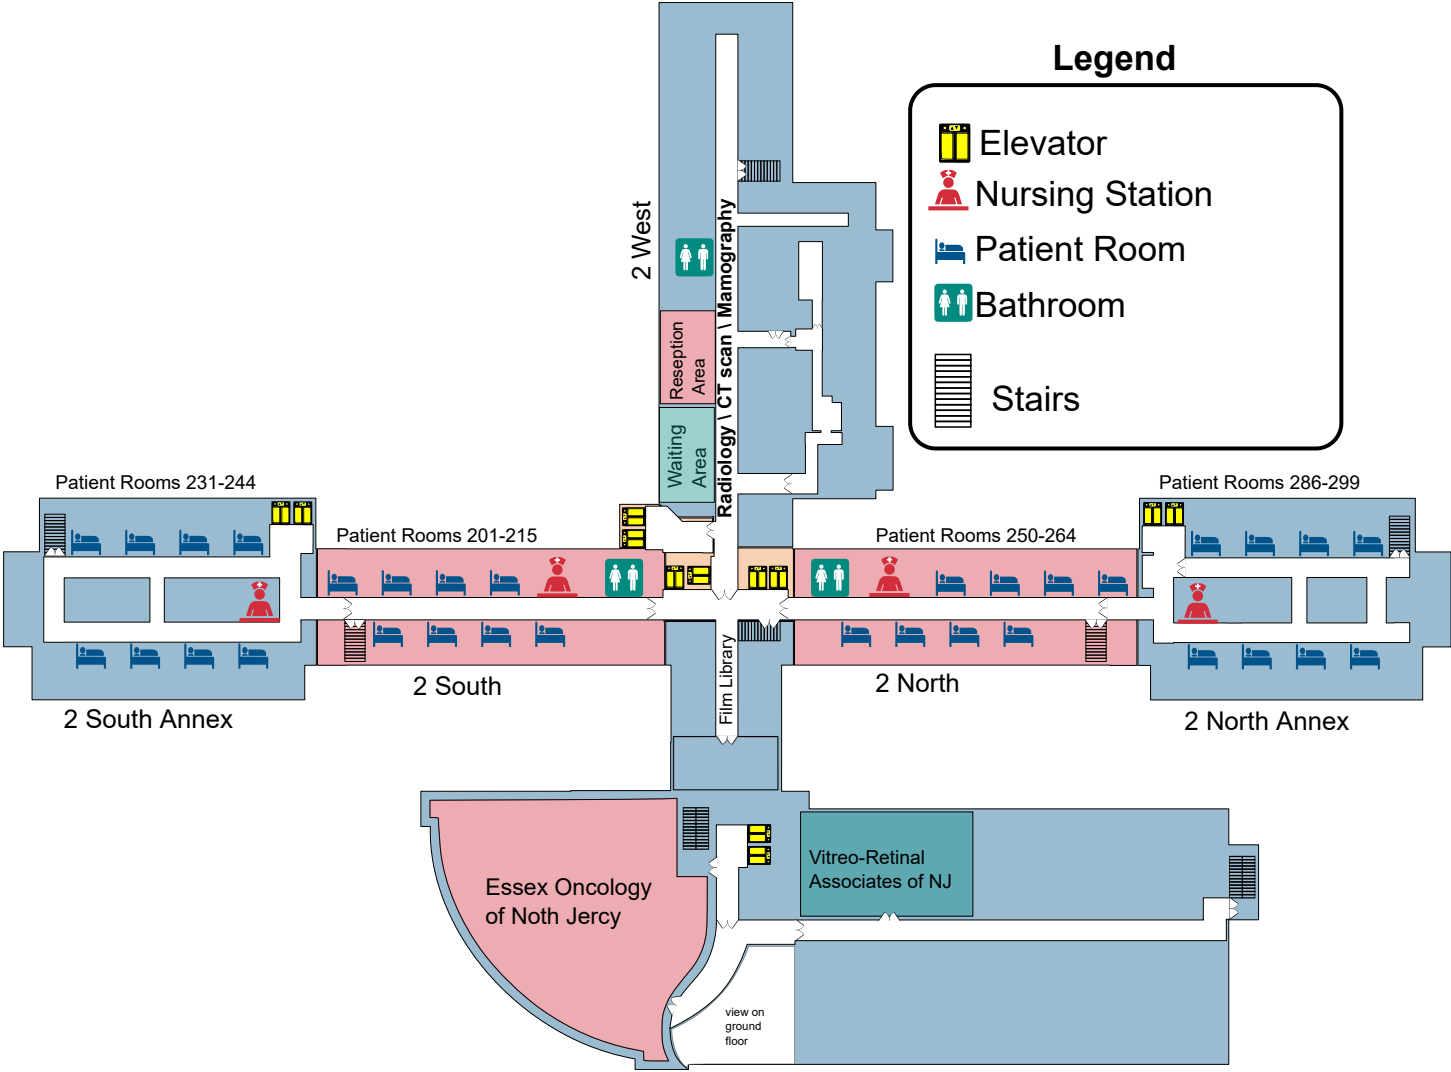 Legend
Elevator
Nursing Station
Patient Room
Bathroom
Stairs
2 West
Radiology \ CT scan \ Mamography
Reseption
Area
Waiting
Area
Patient Rooms 231-244
Patient Rooms 201-215
Patient Rooms 250-264
Patient Rooms 286-299
Film Library
2 South
2 North
2 South Annex
2 North Annex
Vitreo-Retinal
Associates of NJ
Essex Oncology
of Noth Jercy
view on
ground
floor